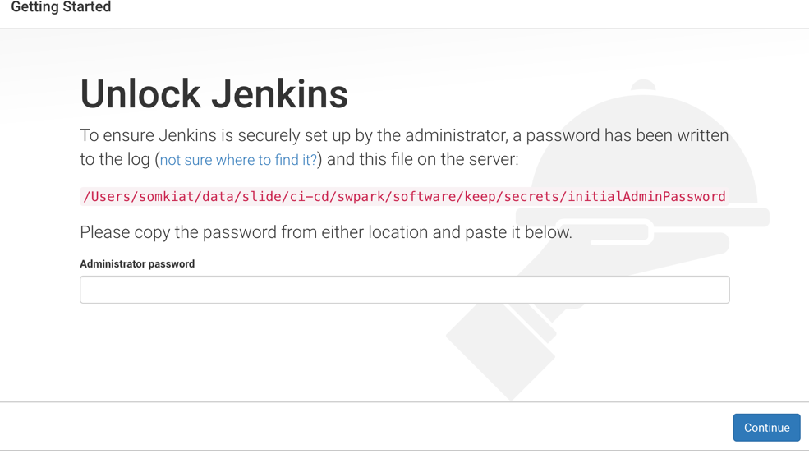 Getting Started
Unlock Jenkins
To ensure Jenkins is securely set up by the administrator, a password has been written
to the log (not sure where to find it?) and this file on the server:
/Users/somkiat/data/slide/ci-cd/swpark/software/keep/secrets/initialAdminPassword
Please copy the password from either location and paste it below.
Administrator password
Continue